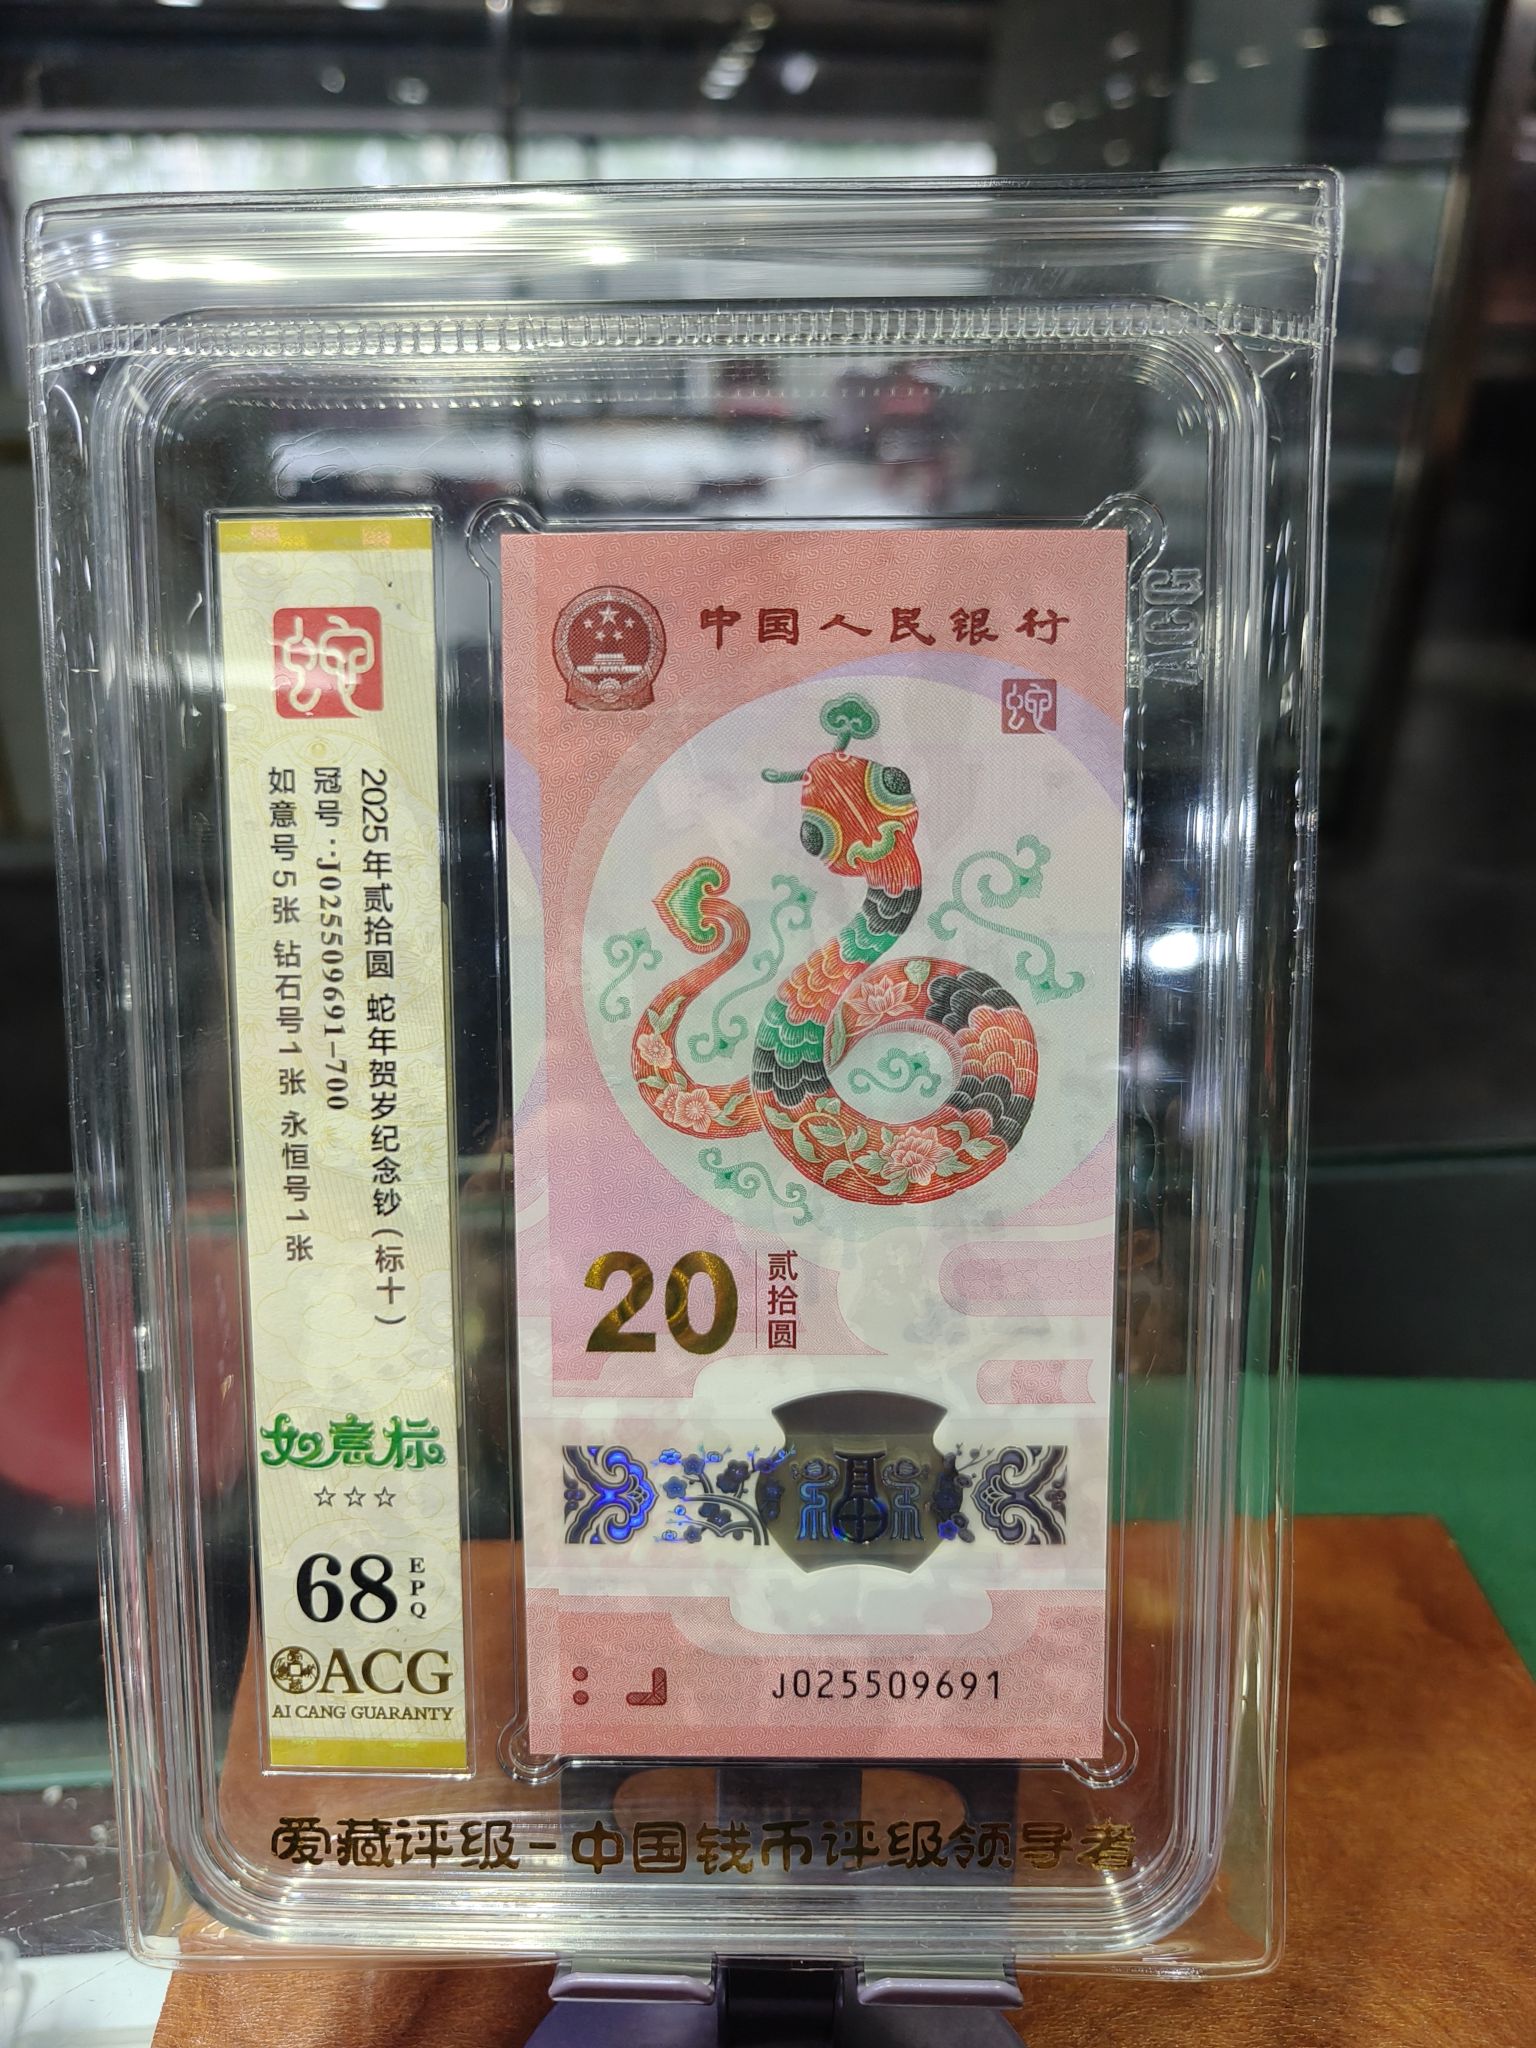 蛇
2025年贰拾圆 蛇年贺岁纪念钞（标十）
冠号：J025509691-700
如意号5张 钻石号1张 永恒号1张
如意标
☆☆☆
68 EPQ
ACG
AI CANG GUARANTY
中国人民银行
蛇
20 贰拾圆
J025509691
ACG
爱藏评级-中国钱币评级领导者